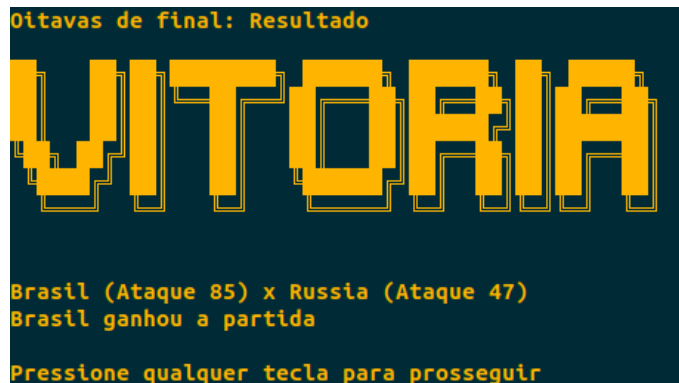 Oitavas de final: Resultado
VITORIA
Brasil (Ataque 85) x Russia (Ataque 47)
Brasil ganhou a partida
Pressione qualquer tecla para prosseguir